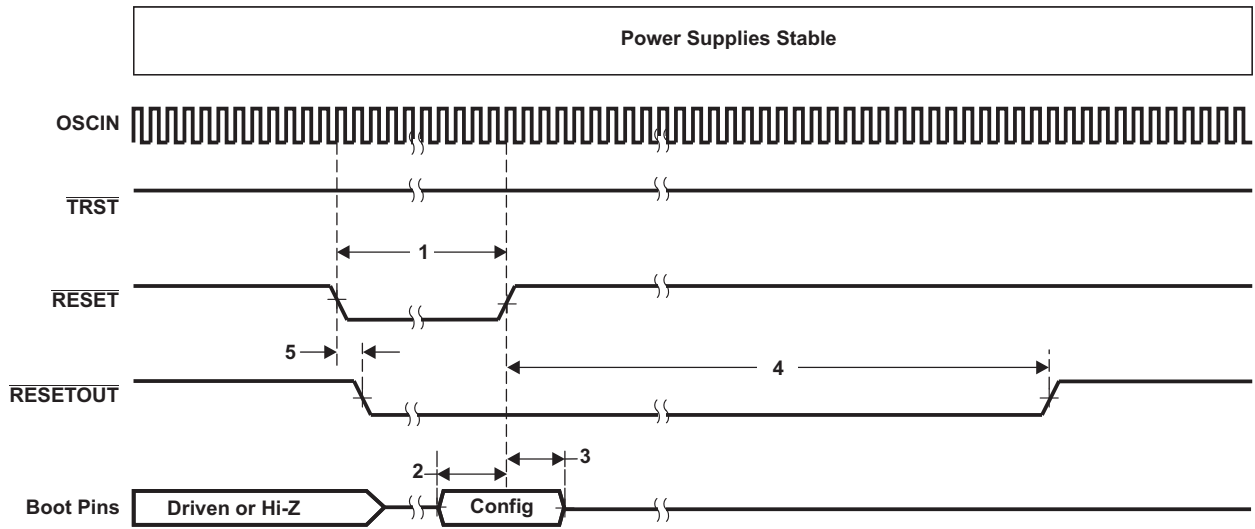 Power Supplies Stable
OSCIN
TRST
1
RESET
5
4
RESETOUT
2
3
Boot Pins
Driven or Hi-Z
Config